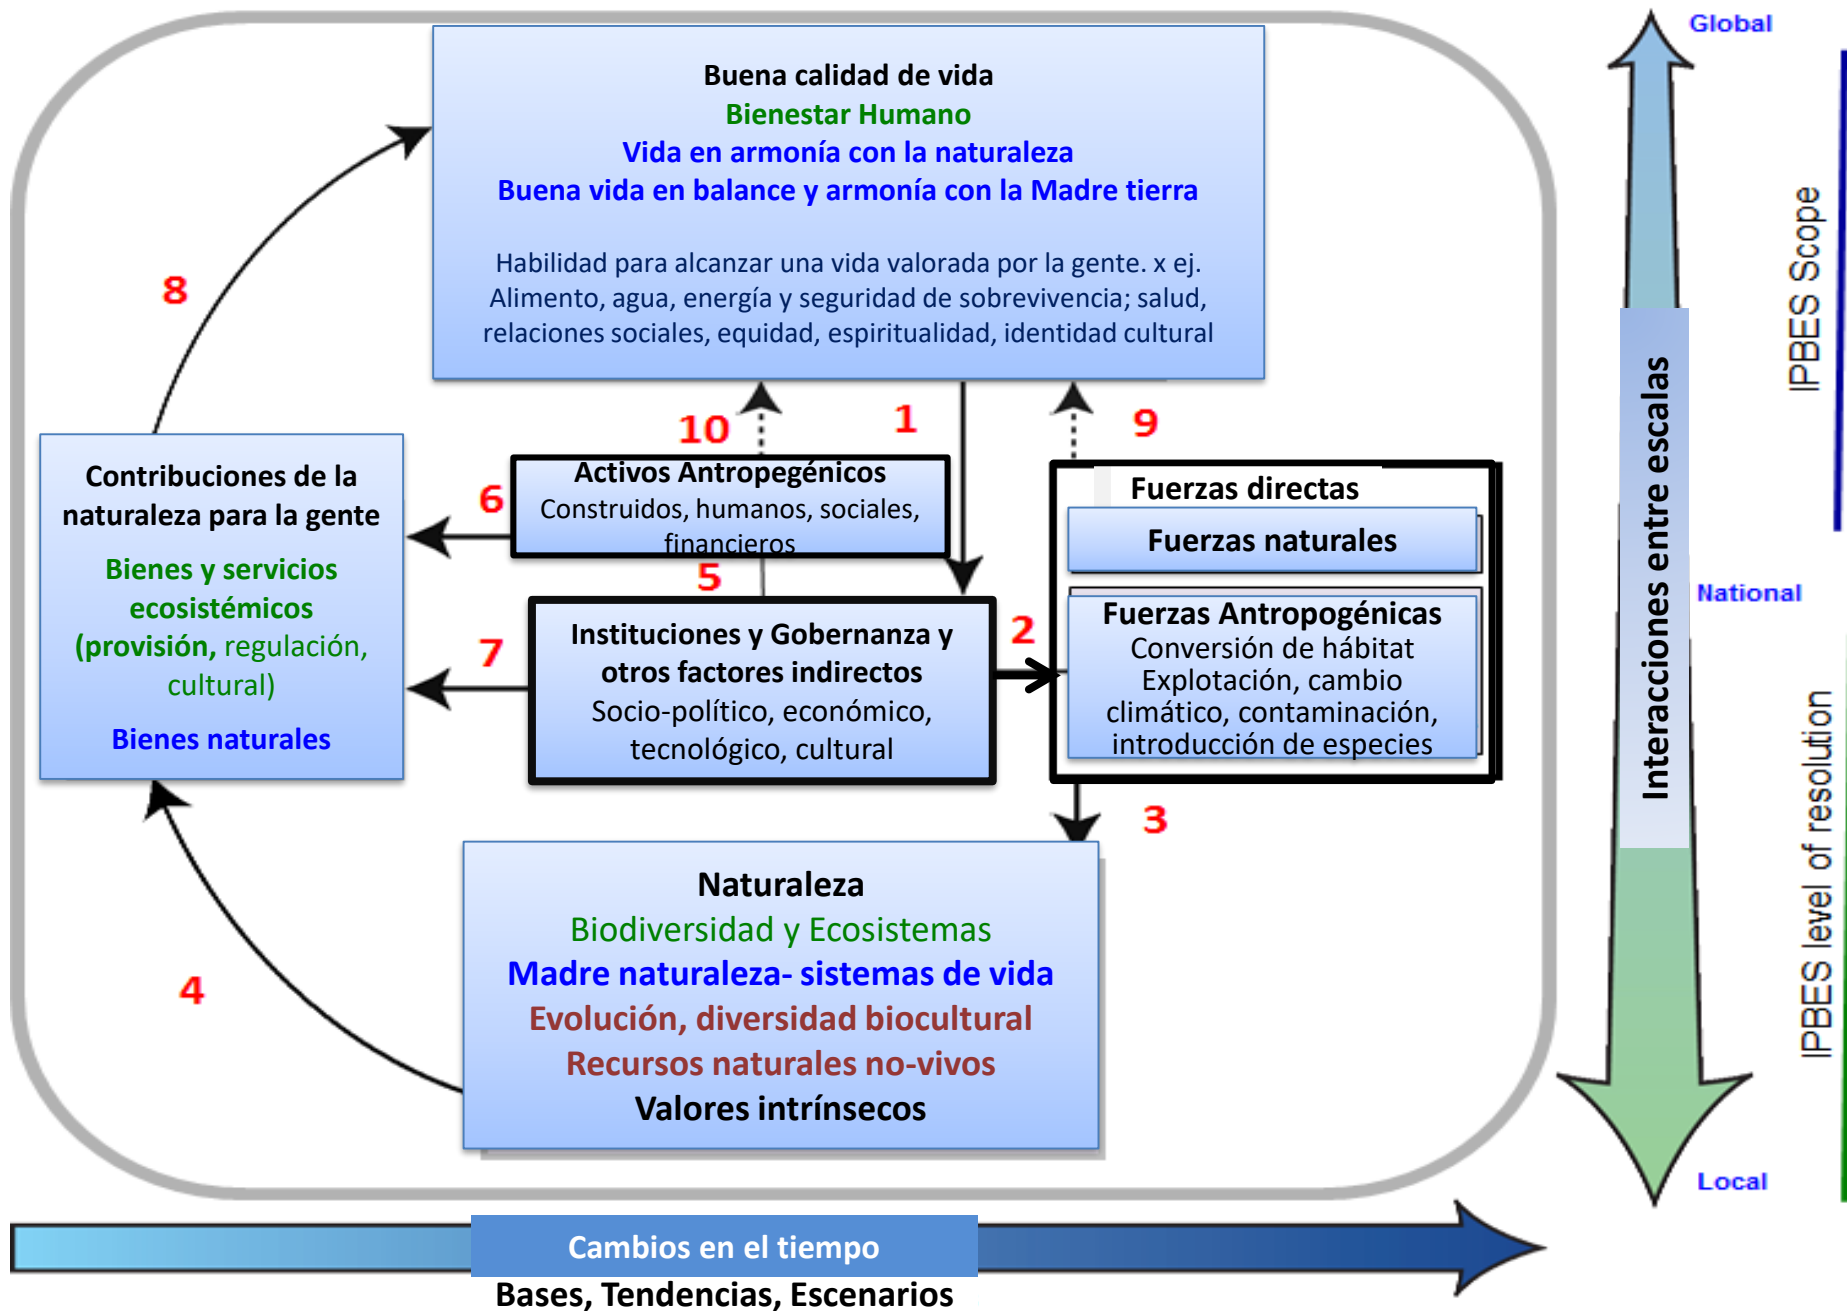 Global
Buena calidad de vida
Bienestar Humano
Vida en armonía con la naturaleza
Buena vida en balance y armonía con la Madre tierra
Habilidad para alcanzar una vida valorada por la gente. x ej.
Alimento, agua, energía y seguridad de sobrevivencia; salud,
relaciones sociales, equidad, espiritualidad, identidad cultural
8
10
1
9
Contribuciones de la
naturaleza para la gente
Bienes y servicios
ecosistémicos
(provisión, regulación,
cultural)
Bienes naturales
6
Activos Antropegénicos
Construidos, humanos, sociales,
financieros
5
7
Instituciones y Gobernanza y
otros factores indirectos
Socio-político, económico,
tecnológico, cultural
2
Fuerzas directas
Fuerzas naturales
Fuerzas Antropogénicas
Conversión de hábitat
Explotación, cambio
climático, contaminación,
introducción de especies
3
4
Naturaleza
Biodiversidad y Ecosistemas
Madre naturaleza- sistemas de vida
Evolución, diversidad biocultural
Recursos naturales no-vivos
Valores intrínsecos
Interacciones entre escalas
IPBES Scope
National
IPBES level of resolution
Local
Cambios en el tiempo
Bases, Tendencias, Escenarios